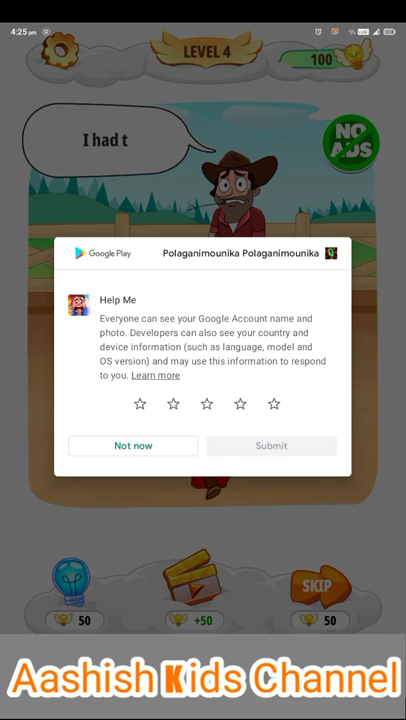 4:25 pm
LEVEL 4
100
I had t
NO
ADS
Google Play
Polaganimounika Polaganimounika
Help Me
Everyone can see your Google Account name and
photo. Developers can also see your country and
device information (such as language, model and
OS version) and may use this information to respond
to you. Learn more
Not now
Submit
SKIP
50
+50
50
Aashish Kids Channel